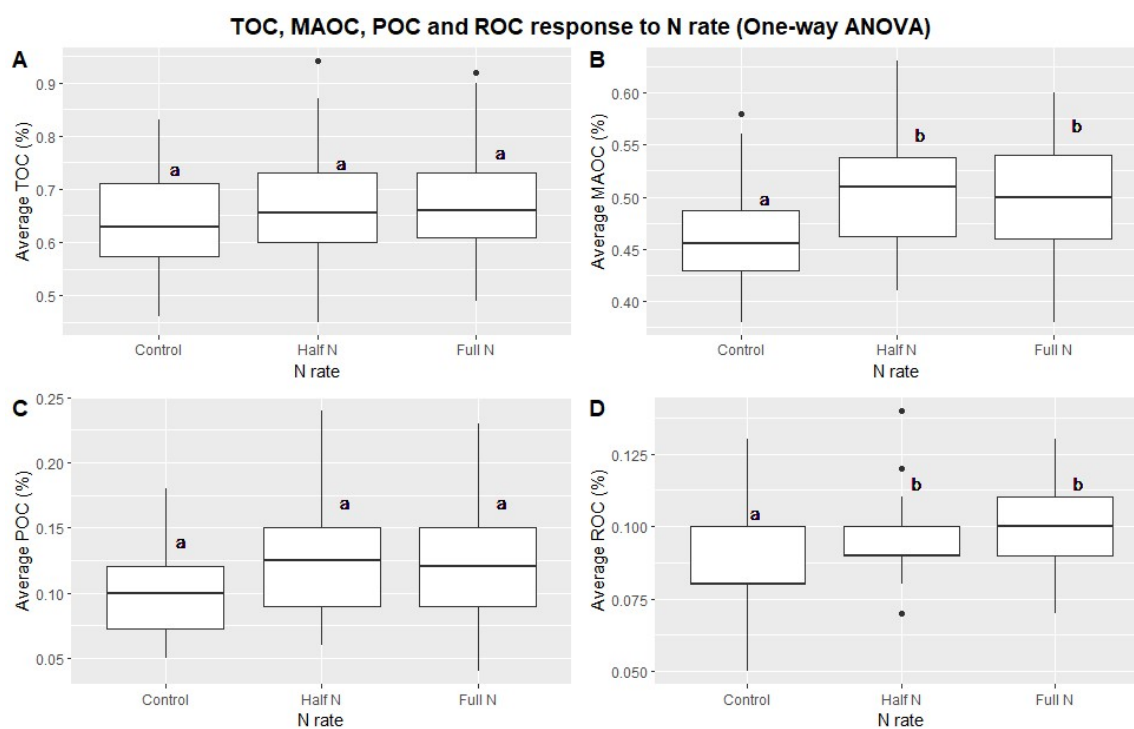 TOC, MAOC, POC and ROC response to N rate (One-way ANOVA)
A
Average TOC (%)
0.9
0.8
0.7
0.6
0.5
a
a
a
Control
Half N
Full N
N rate
B
Average MAOC (%)
0.60
0.55
0.50
0.45
0.40
a
b
b
Control
Half N
Full N
N rate
C
Average POC (%)
0.25
0.20
0.15
0.10
0.05
a
a
a
Control
Half N
Full N
N rate
D
Average ROC (%)
0.125
0.100
0.075
0.050
a
b
b
Control
Half N
Full N
N rate